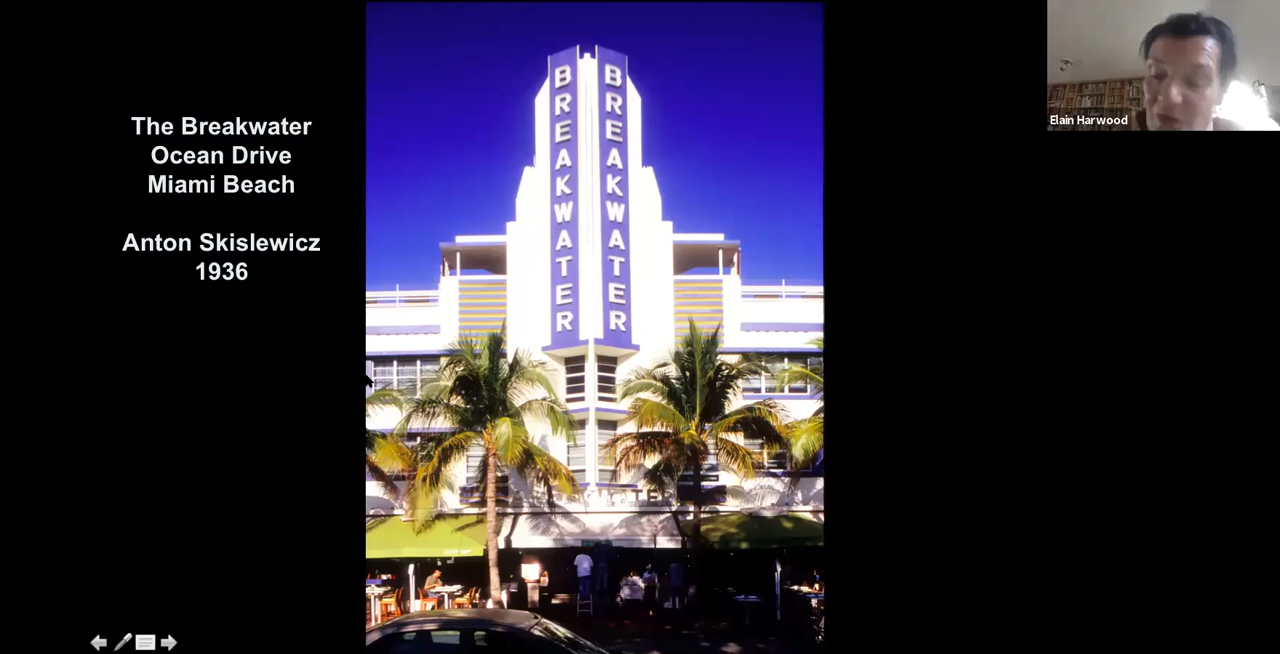 The Breakwater
Ocean Drive
Miami Beach
Anton Skislewicz
1936
BREAKWATER
BREAKWATER
Elain Harwood